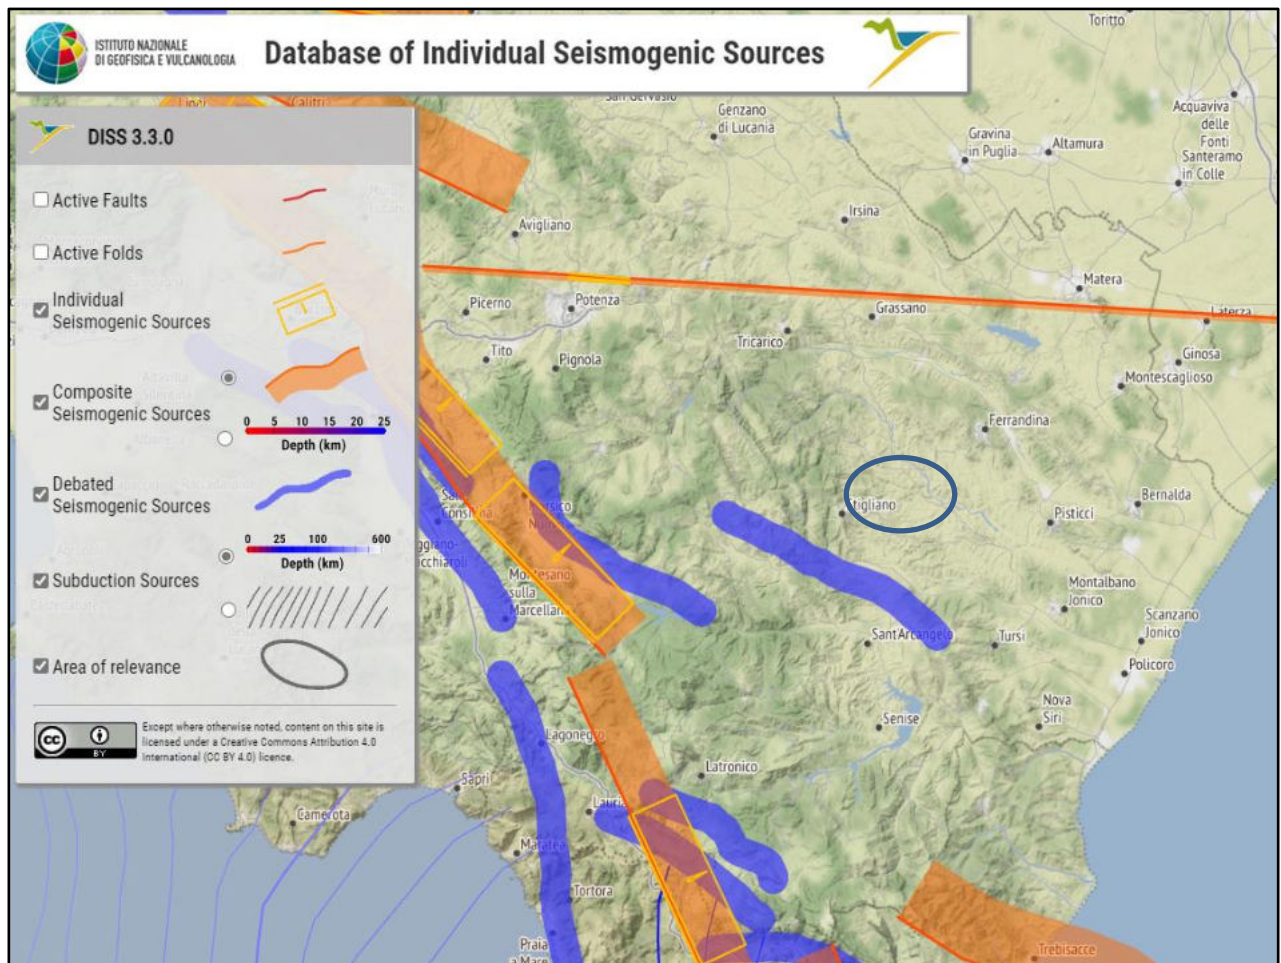 ISTITUTO NAZIONALE
DI GEOFISICA E VULCANOLOGIA
Database of Individual Seismogenic Sources
DISS 3.3.0
Active Faults
Active Folds
Individual
Seismogenic Sources
Composite
Seismogenic Sources
0 5 10 15 20 25
Depth (km)
Debated
Seismogenic Sources
0 25 100 600
Depth (km)
Subduction Sources
Area of relevance
CC BY
Except where otherwise noted, content on this site is
licensed under a Creative Commons Attribution 4.0
International (CC BY 4.0) licence.
Toritto
Calitri
Genzano
di Lucania
Acquaviva
delle
Fonti
Gravina
in Puglia
Altamura
Santeramo
in Colle
Irsina
Avigliano
Matera
Picerno
Potenza
Grassano
Laterza
Tito
Pignola
Tricarico
Ginosa
Montescaglioso
Ferrandina
Bernalda
Stigliano
Pisticci
Montesano
sulla
Marcellana
Montalbano
Jonico
Scanzano
Jonico
Sant'Arcangelo
Tursi
Policoro
Nova
Siri
Senise
Lagonegro
Latronico
Sapri
Lauria
Camerota
Maratea
Tortora
Praia
a Mare
Trebisacce